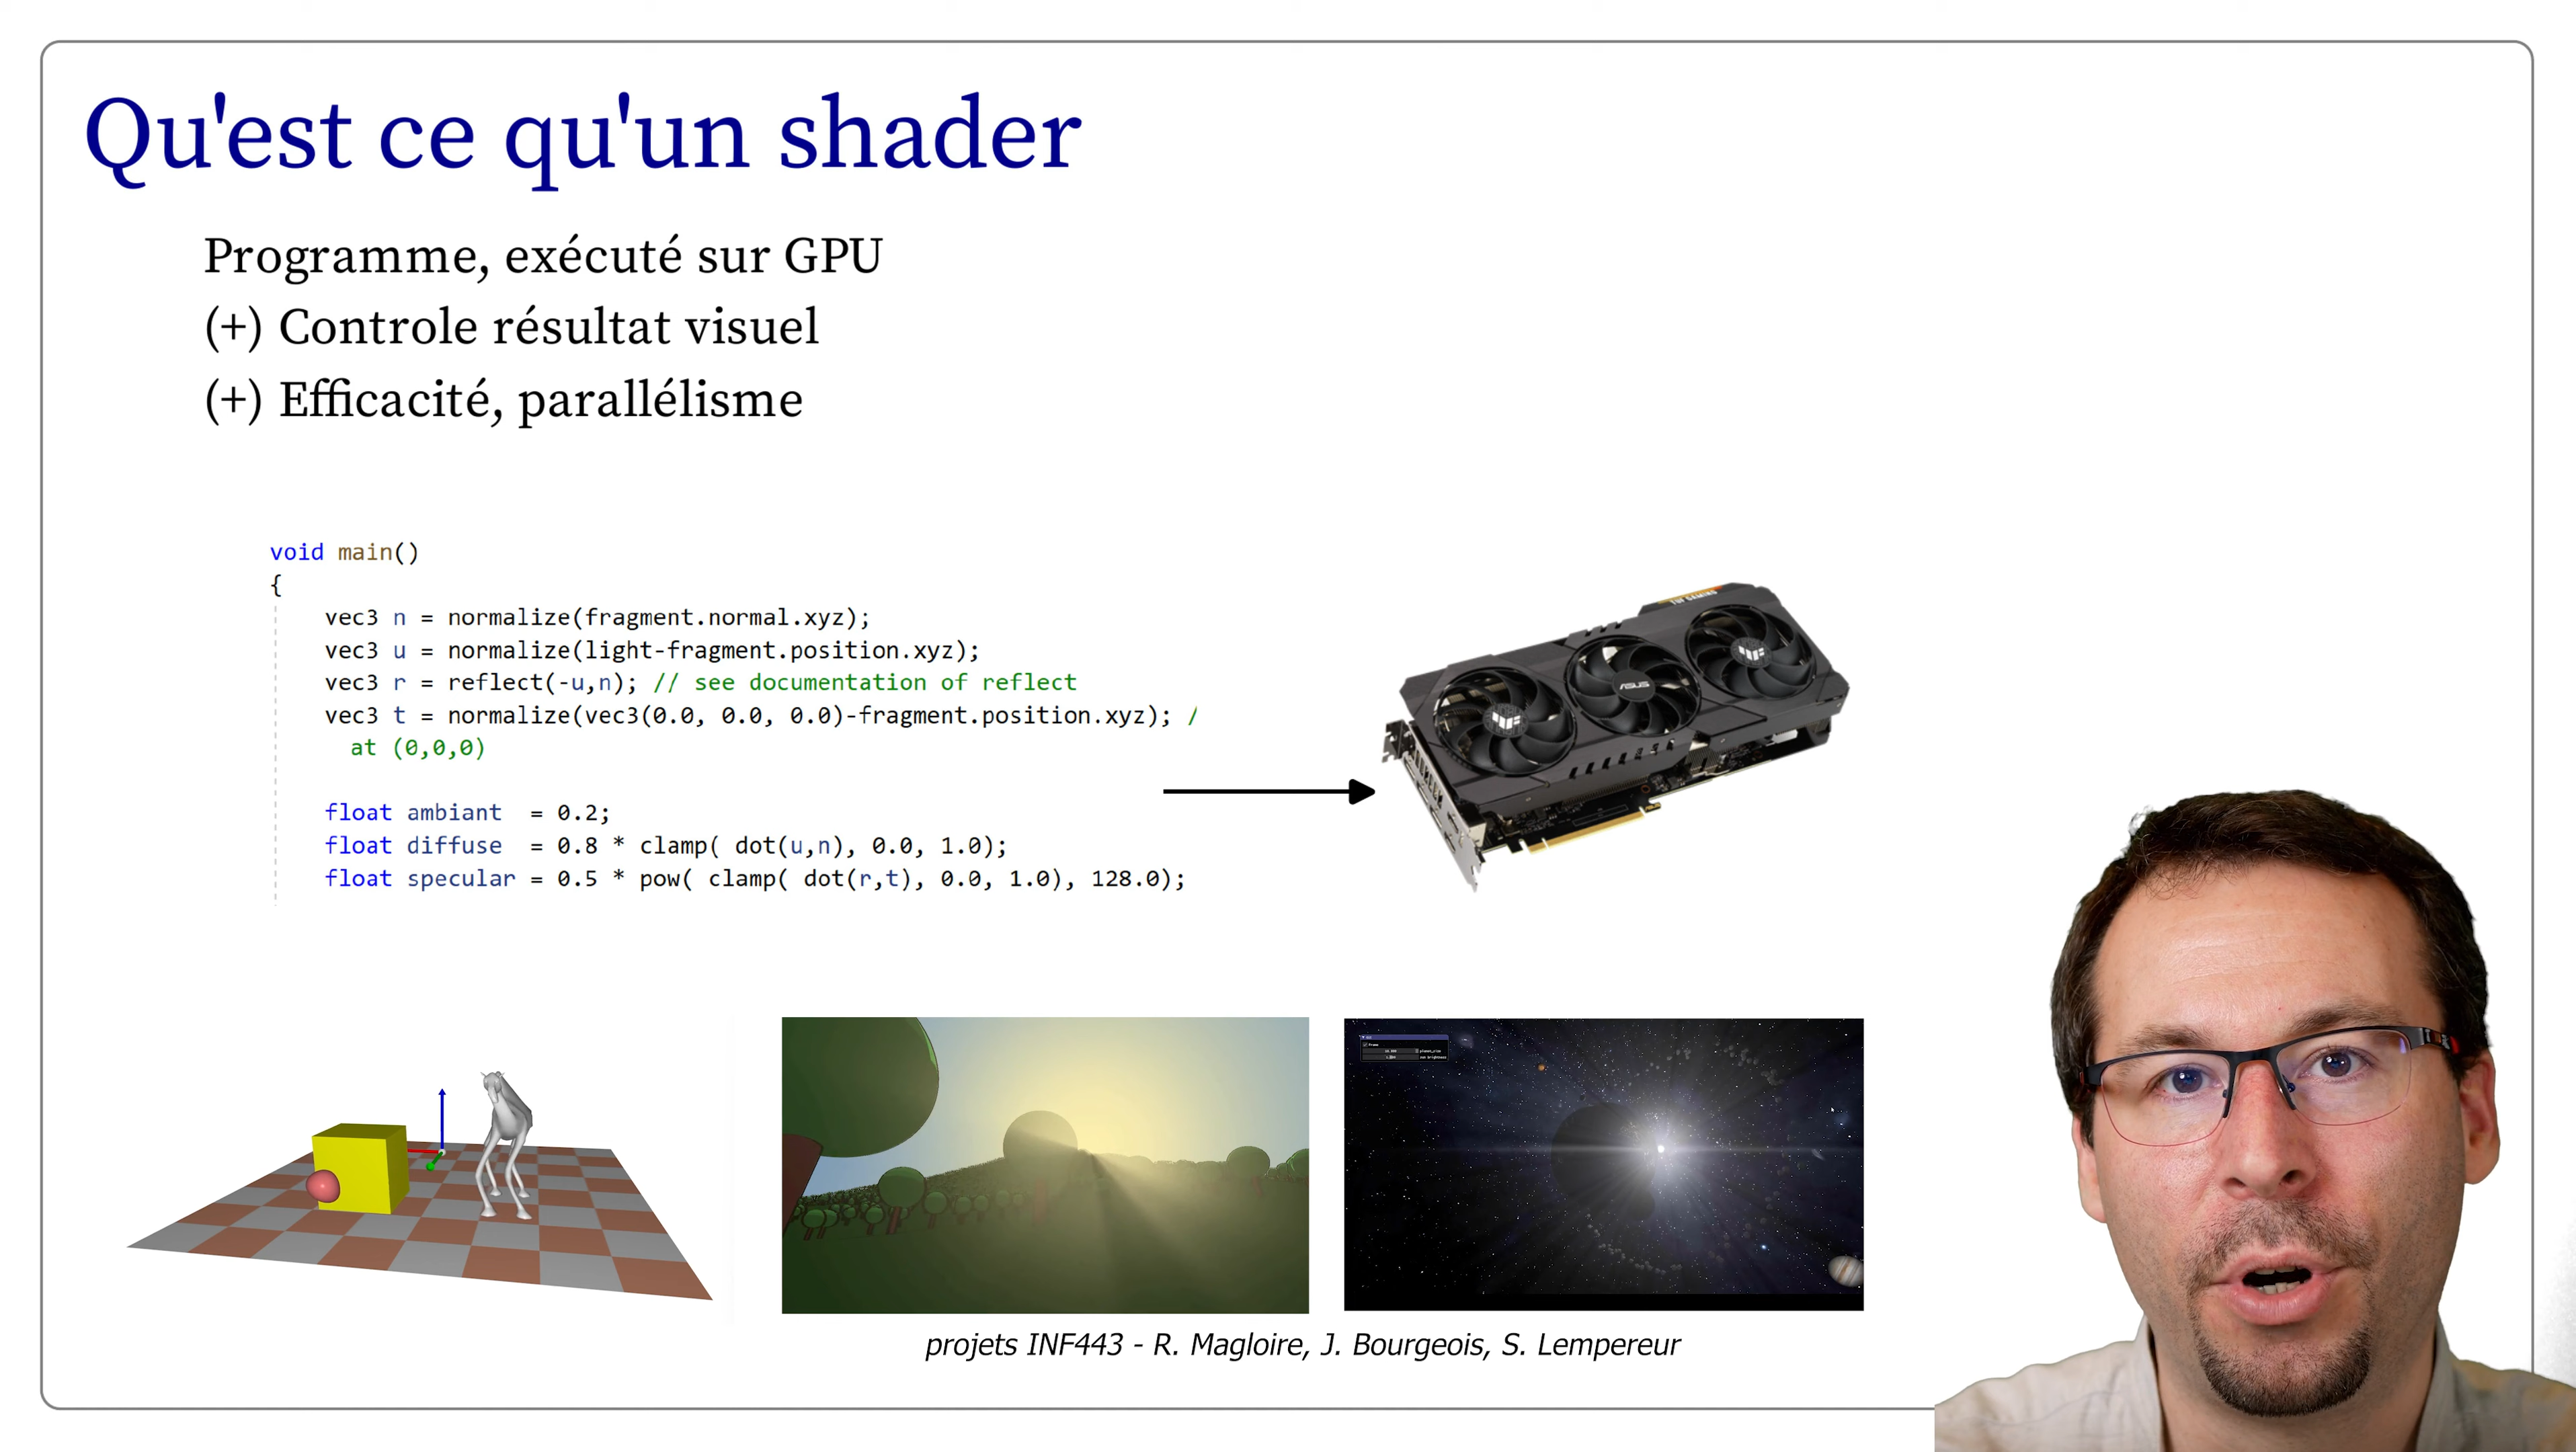 Qu'est ce qu'un shader
Programme, exécuté sur GPU
(+) Controle résultat visuel
(+) Efficacité, parallélisme
void main()
{
vec3 n = normalize(fragment.normal.xyz);
vec3 u = normalize(light-fragment.position.xyz);
vec3 r = reflect(-u,n); // see documentation of reflect
vec3 t = normalize(vec3(0.0, 0.0, 0.0)-fragment.position.xyz); /
at (0,0,0)
float ambiant = 0.2;
float diffuse = 0.8 * clamp( dot(u,n), 0.0, 1.0);
float specular = 0.5 * pow( clamp( dot(r,t), 0.0, 1.0), 128.0);
TUF GAMING
ASUS
projets INF443 - R. Magloire, J. Bourgeois, S. Lempereur